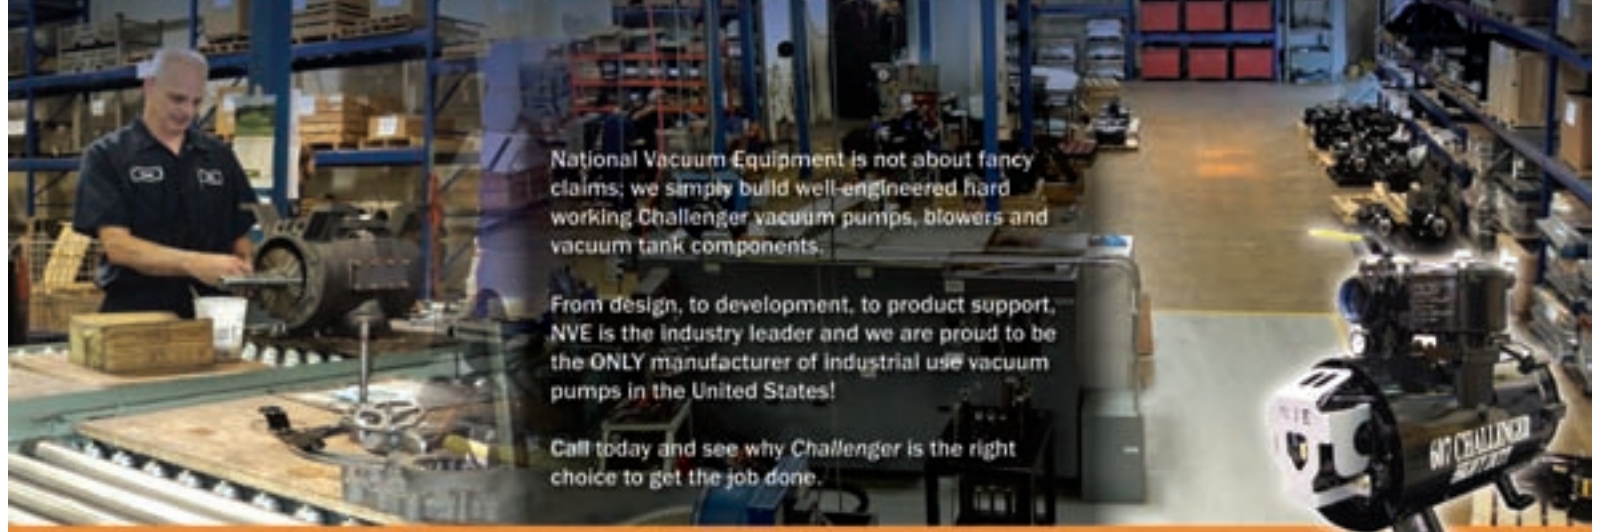 National Vacuum Equipment is not about fancy
claims; we simply build well-engineered hard
working Challenger vacuum pumps, blowers and
vacuum tank components.
From design, to development, to product support,
NVE is the industry leader and we are proud to be
the ONLY manufacturer of industrial use vacuum
pumps in the United States!
Call today and see why Challenger is the right
choice to get the job done.
NVE
607 CHALLENGER